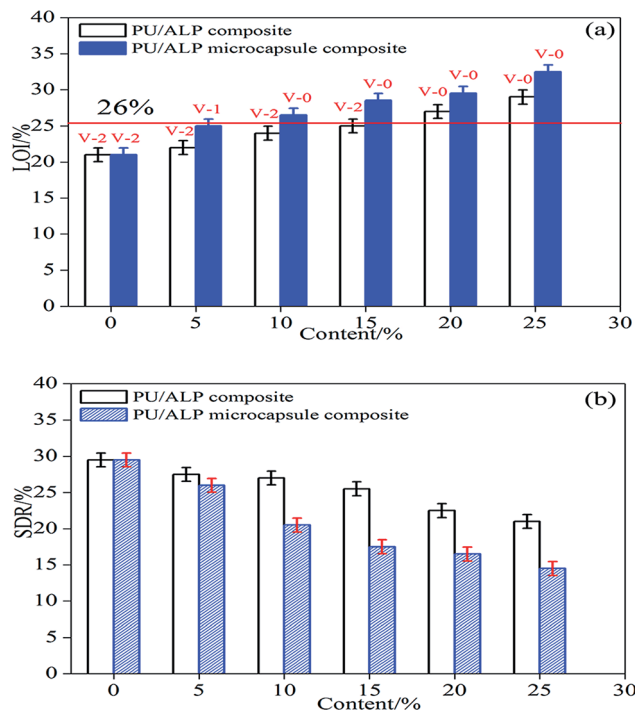 40
35
30
25
20
15
10
5
0
LOI/%
PU/ALP composite
PU/ALP microcapsule composite
(a)
26%
V-2 V-2
V-2
V-1
V-2
V-0
V-2
V-0
V-0
V-0
V-0
V-0
0 5 10 15 20 25 30
Content/%
40
35
30
25
20
15
10
5
0
SDR/%
PU/ALP composite
PU/ALP microcapsule composite
(b)
0 5 10 15 20 25 30
Content/%